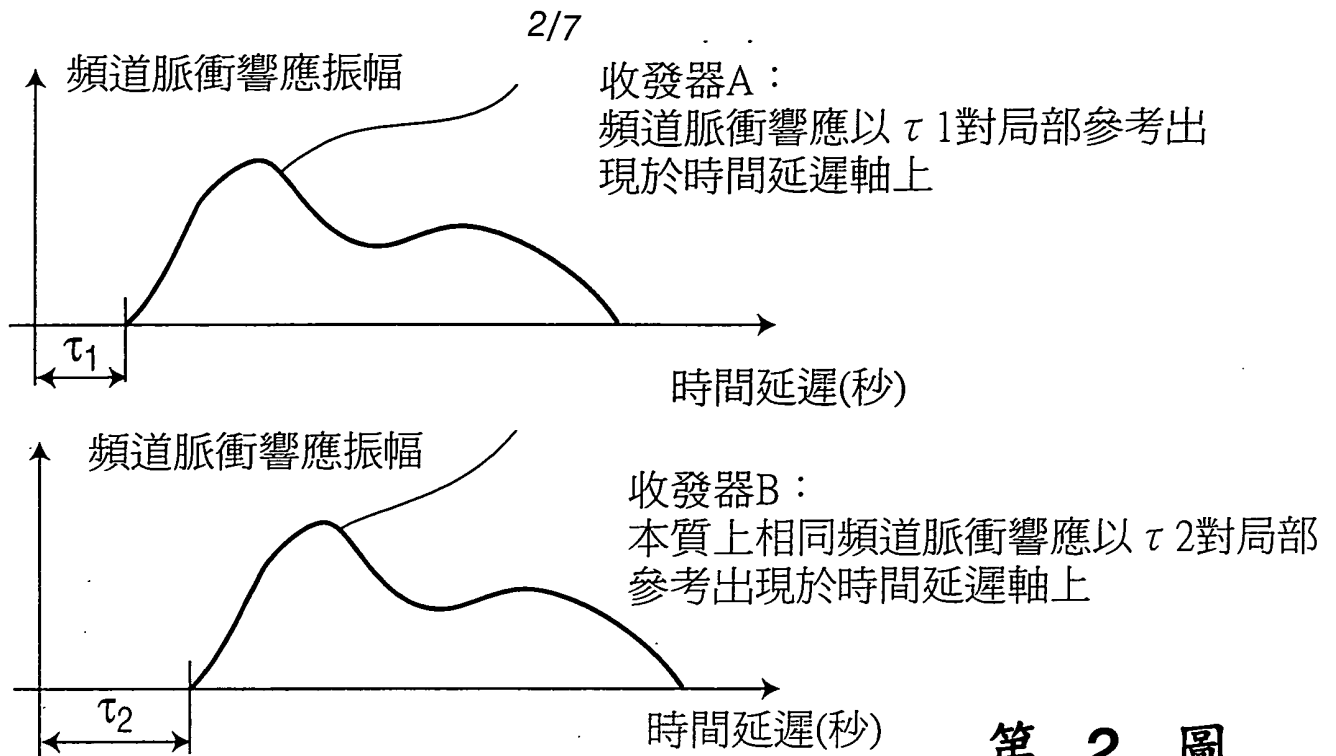 2/7
頻道脈衝響應振幅
收發器A：
頻道脈衝響應以τ1對局部參考出
現於時間延遲軸上
τ1
時間延遲(秒)
頻道脈衝響應振幅
收發器B：
本質上相同頻道脈衝響應以τ2對局部
參考出現於時間延遲軸上
τ2
時間延遲(秒)
第 2 圖